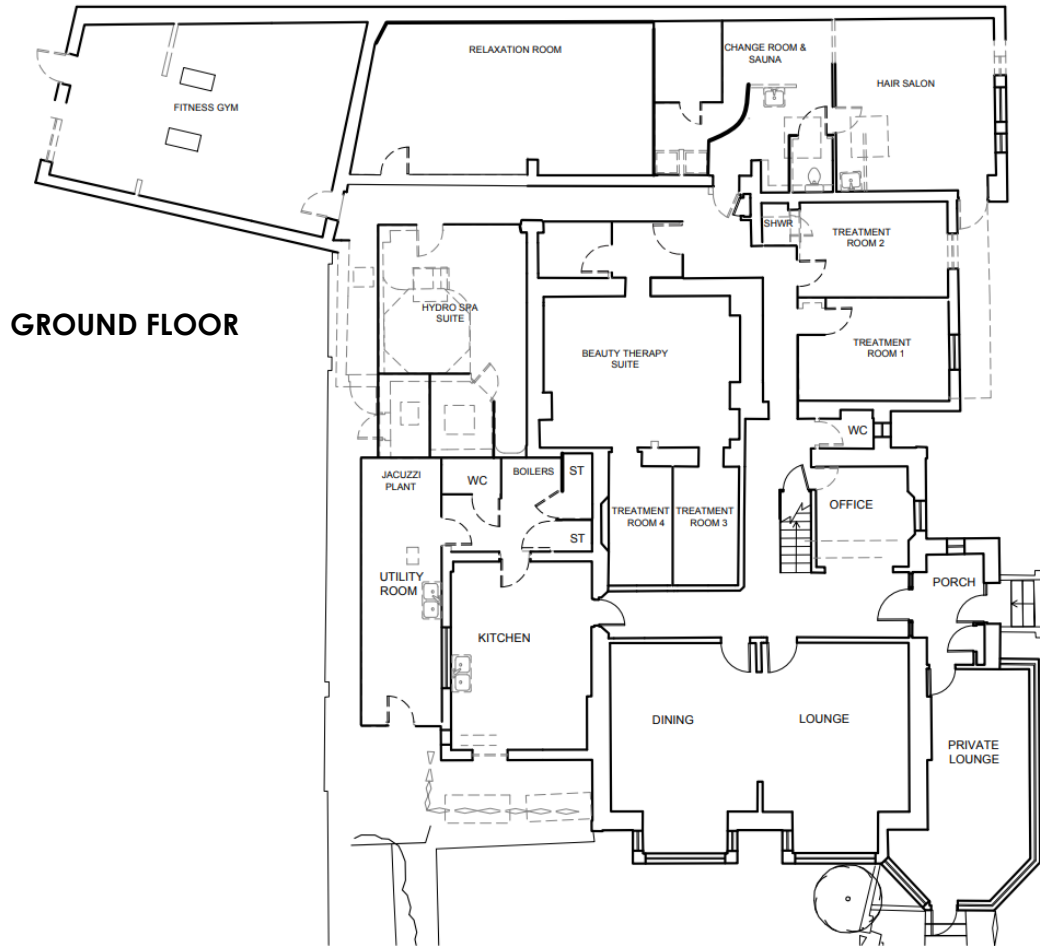 RELAXATION ROOM
CHANGE ROOM &
SAUNA
HAIR SALON
FITNESS GYM
SHWR
TREATMENT
ROOM 2
HYDRO SPA
SUITE
GROUND FLOOR
BEAUTY THERAPY
SUITE
TREATMENT
ROOM 1
WC
JACUZZI
PLANT
WC
BOILERS
ST
TREATMENT
ROOM 4
TREATMENT
ROOM 3
OFFICE
ST
UTILITY
ROOM
PORCH
KITCHEN
DINING
LOUNGE
PRIVATE
LOUNGE